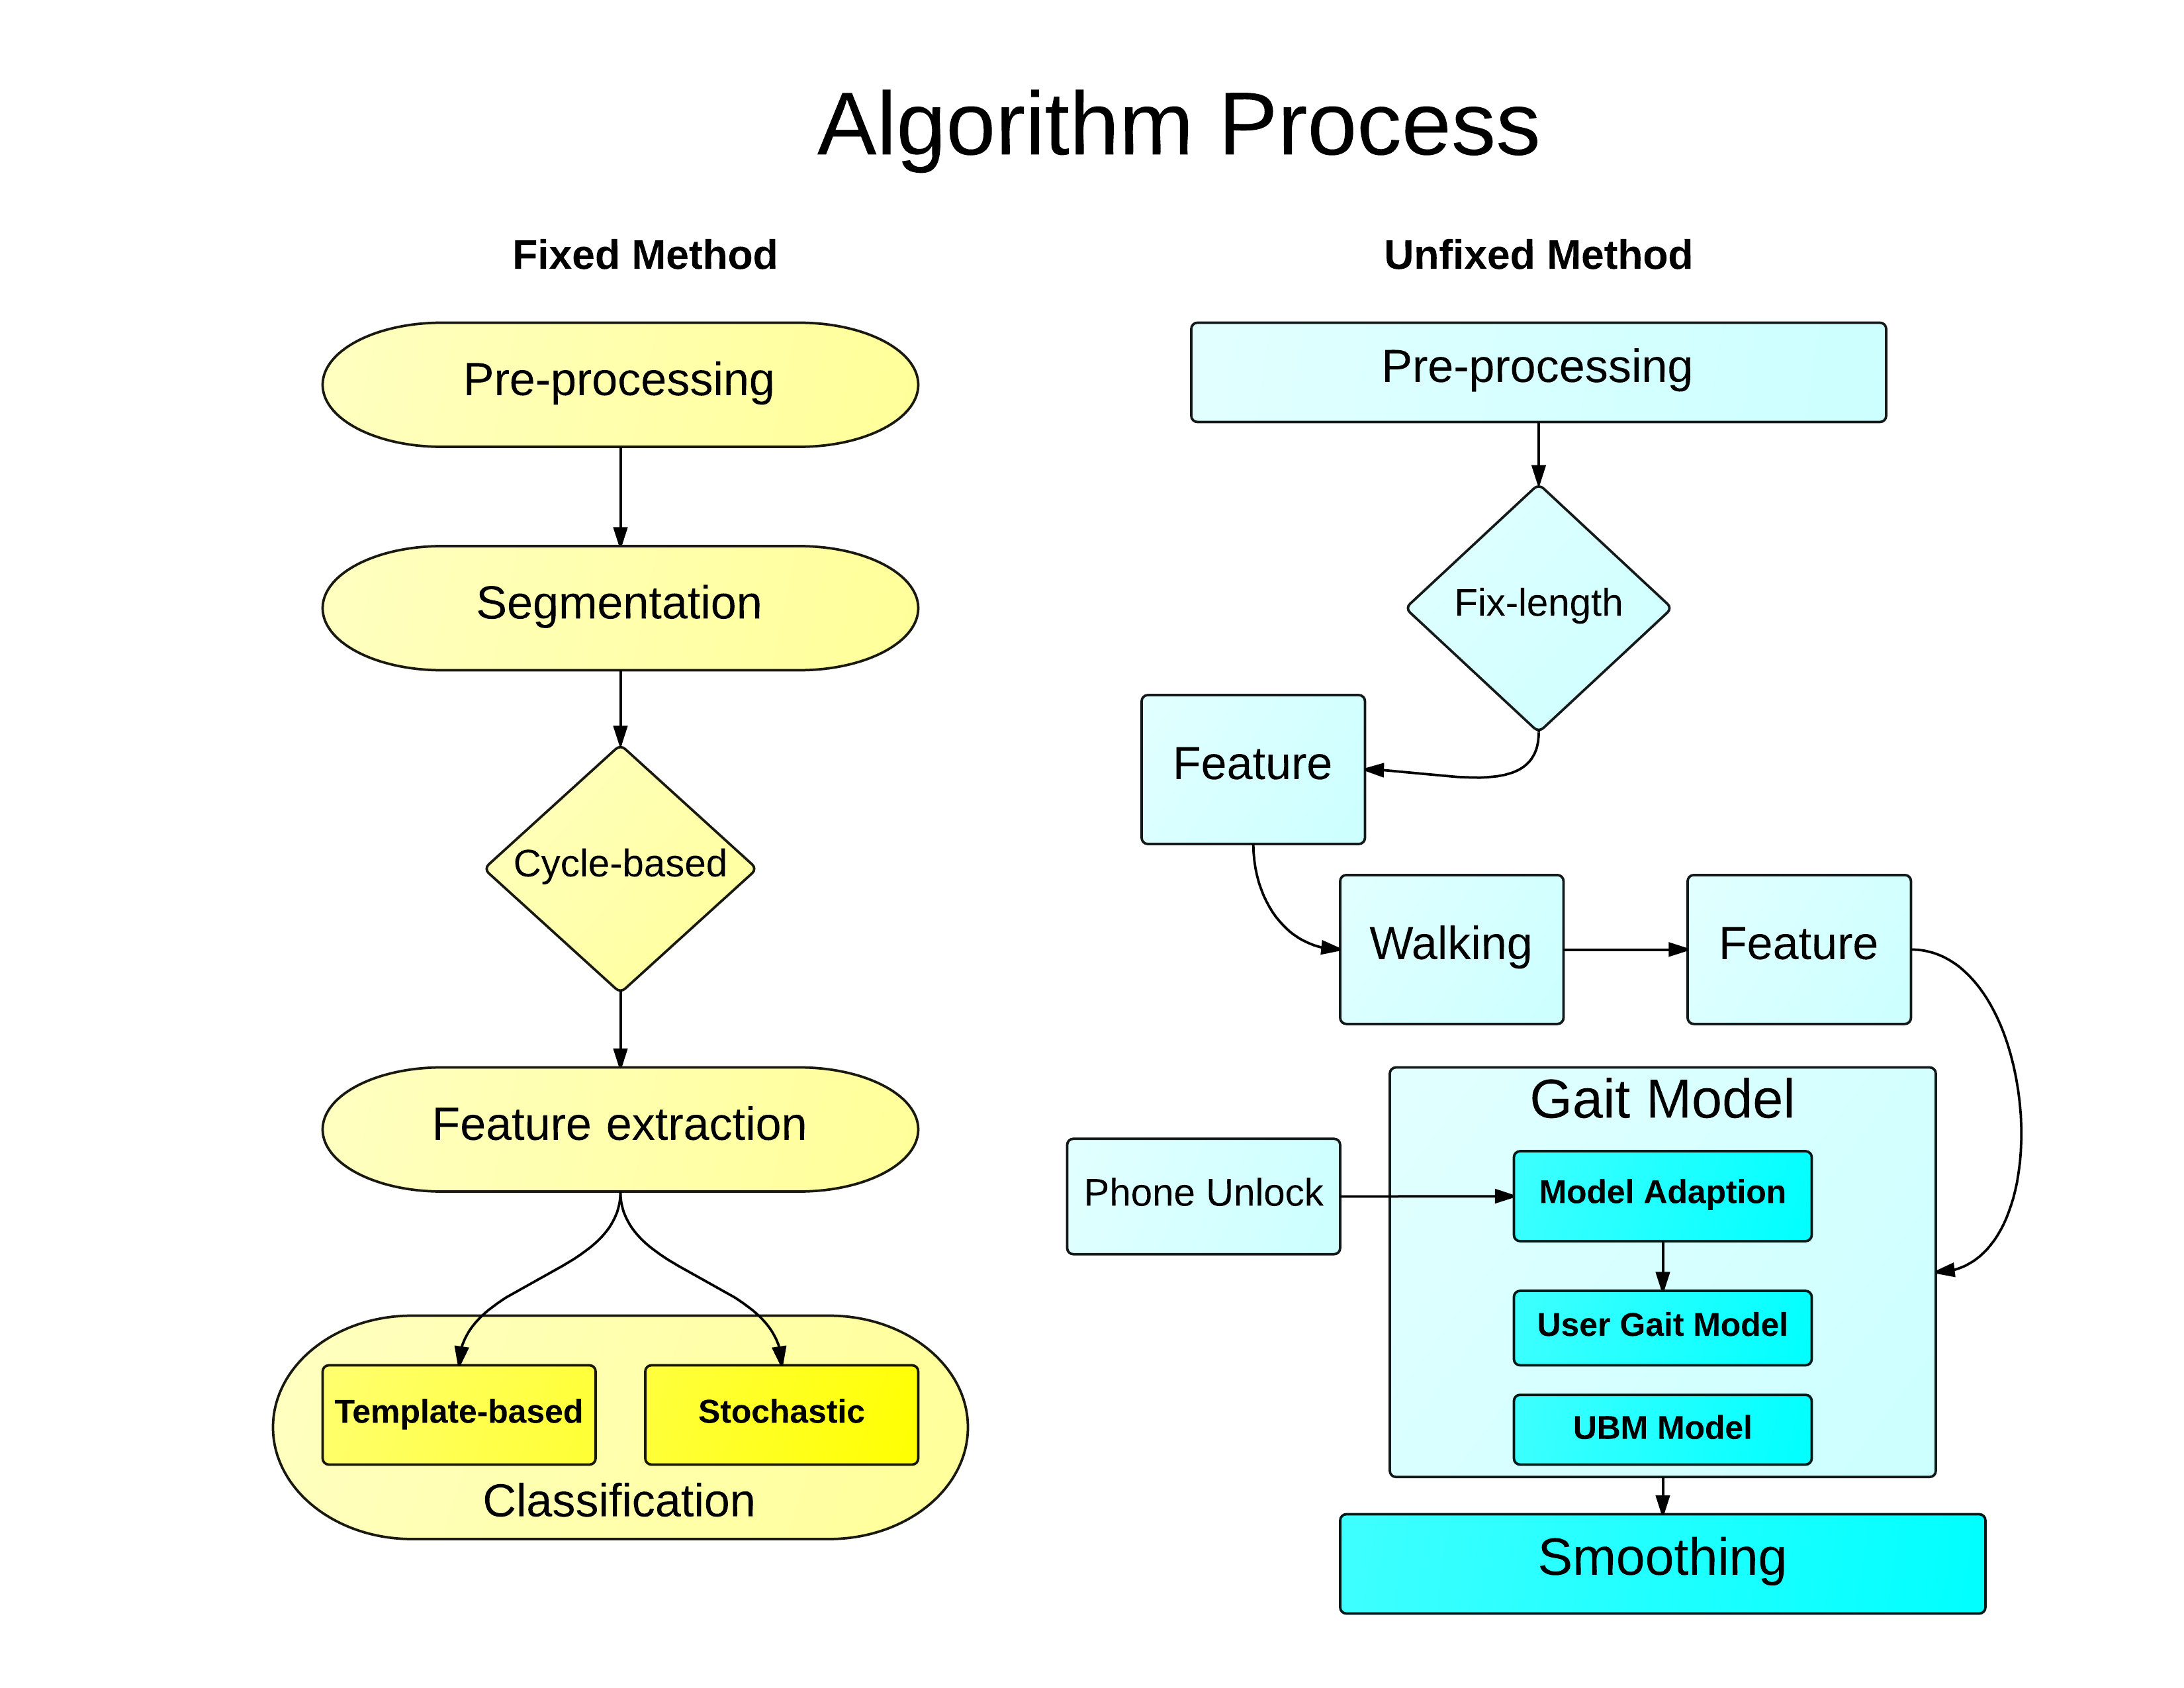 Algorithm Process
Fixed Method
Pre-processing
Segmentation
Cycle-based
Feature extraction
Template-based
Stochastic
Classification
Unfixed Method
Pre-processing
Fix-length
Feature
Walking
Feature
Gait Model
Phone Unlock
Model Adaption
User Gait Model
UBM Model
Smoothing